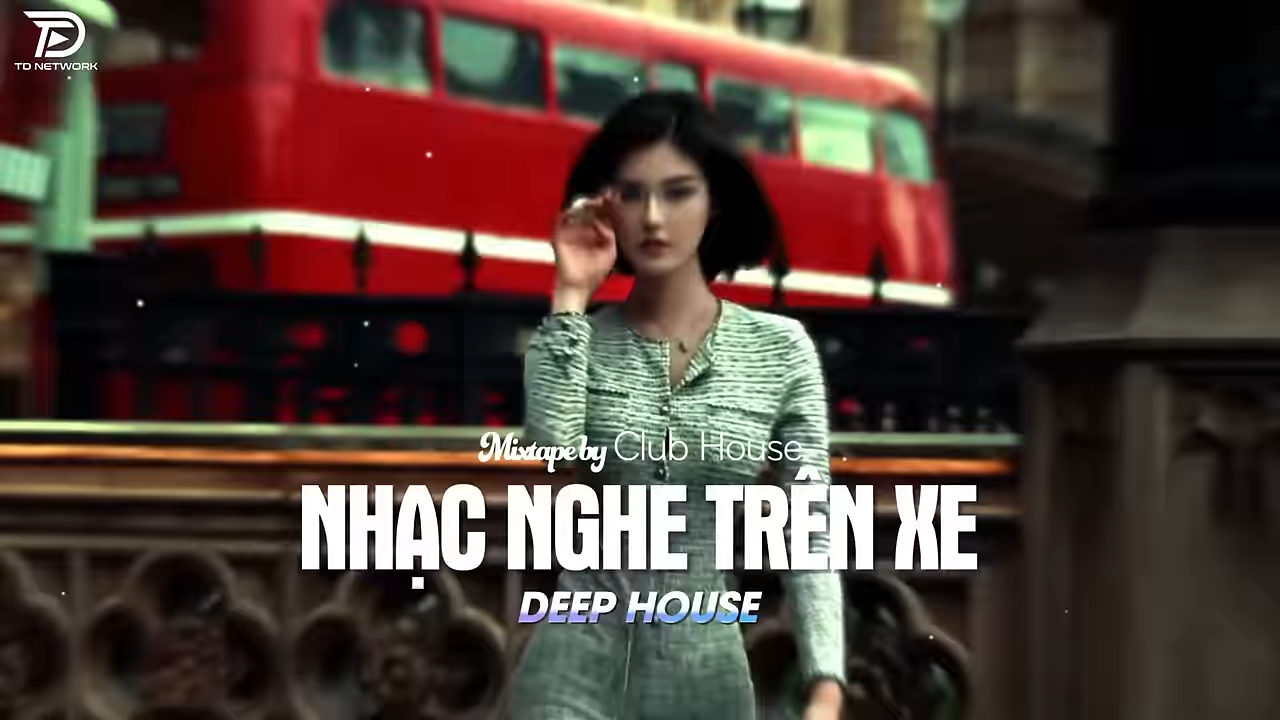 TD NETWORK
Mixtape by Club House
NHẠC NGHE TRÊN XE
DEEP HOUSE